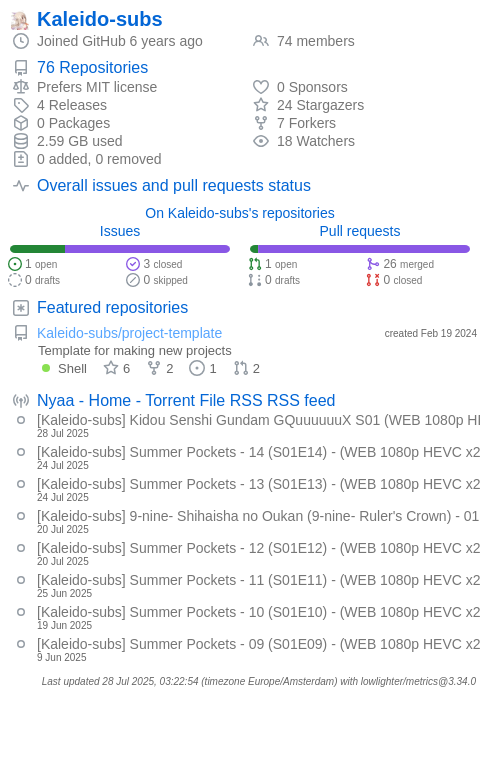 Kaleido-subs
Joined GitHub 6 years ago
74 members
76 Repositories
Prefers MIT license
0 Sponsors
4 Releases
24 Stargazers
0 Packages
7 Forkers
2.59 GB used
18 Watchers
0 added, 0 removed
Overall issues and pull requests status
On Kaleido-subs's repositories
Issues
Pull requests
1 open
3 closed
1 open
26 merged
0 drafts
0 skipped
0 drafts
0 closed
Featured repositories
Kaleido-subs/project-template
created Feb 19 2024
Template for making new projects
Shell
6
2
1
2
Nyaa - Home - Torrent File RSS RSS feed
[Kaleido-subs] Kidou Senshi Gundam GQuuuuuuX S01 (WEB 1080p HE
28 Jul 2025
[Kaleido-subs] Summer Pockets - 14 (S01E14) - (WEB 1080p HEVC x2
24 Jul 2025
[Kaleido-subs] Summer Pockets - 13 (S01E13) - (WEB 1080p HEVC x2
24 Jul 2025
[Kaleido-subs] 9-nine- Shihaisha no Oukan (9-nine- Ruler's Crown) - 01
20 Jul 2025
[Kaleido-subs] Summer Pockets - 12 (S01E12) - (WEB 1080p HEVC x2
20 Jul 2025
[Kaleido-subs] Summer Pockets - 11 (S01E11) - (WEB 1080p HEVC x2
25 Jun 2025
[Kaleido-subs] Summer Pockets - 10 (S01E10) - (WEB 1080p HEVC x2
19 Jun 2025
[Kaleido-subs] Summer Pockets - 09 (S01E09) - (WEB 1080p HEVC x2
9 Jun 2025
Last updated 28 Jul 2025, 03:22:54 (timezone Europe/Amsterdam) with lowlighter/metrics@3.34.0